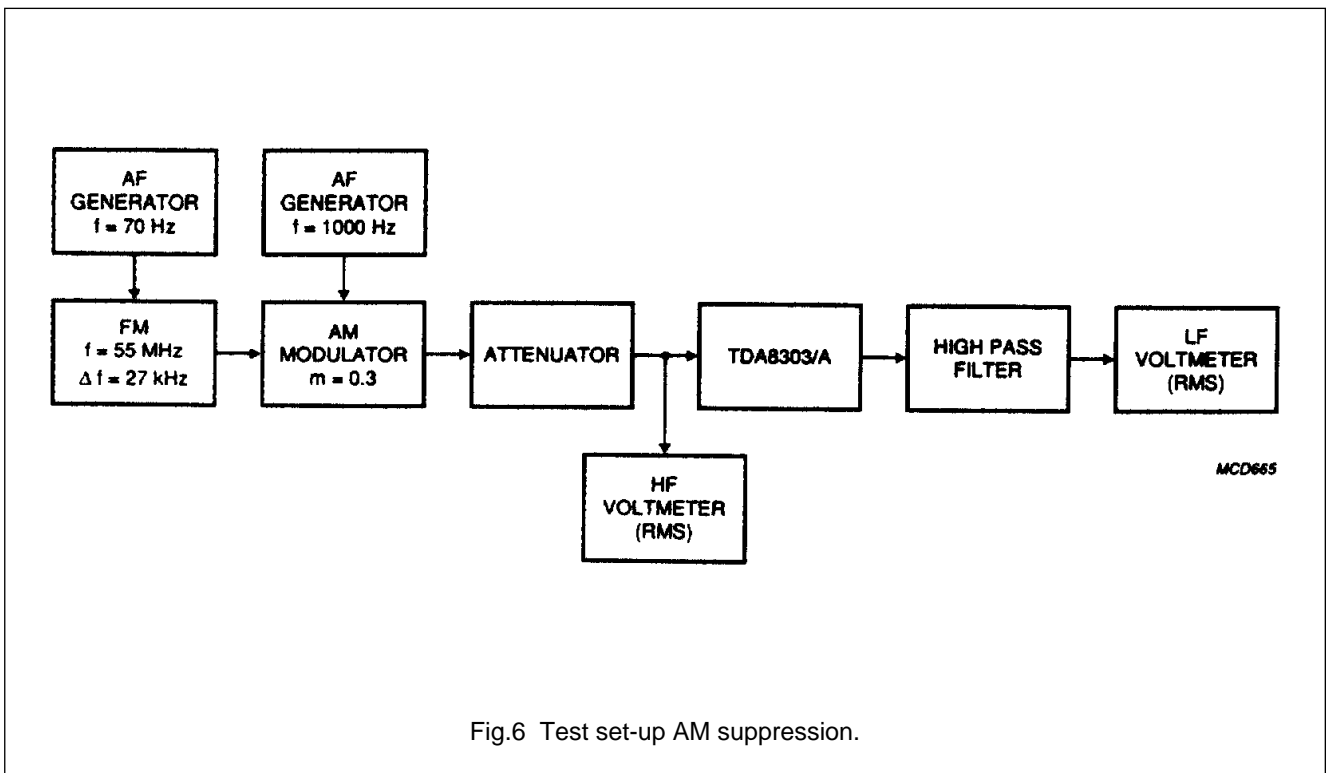 AF
GENERATOR
f = 70 Hz
AF
GENERATOR
f = 1000 Hz
FM
f = 55 MHz
Δ f = 27 kHz
AM
MODULATOR
m = 0.3
ATTENUATOR
TDA8303/A
HIGH PASS
FILTER
LF
VOLTMETER
(RMS)
HF
VOLTMETER
(RMS)
MCD665
Fig.6 Test set-up AM suppression.